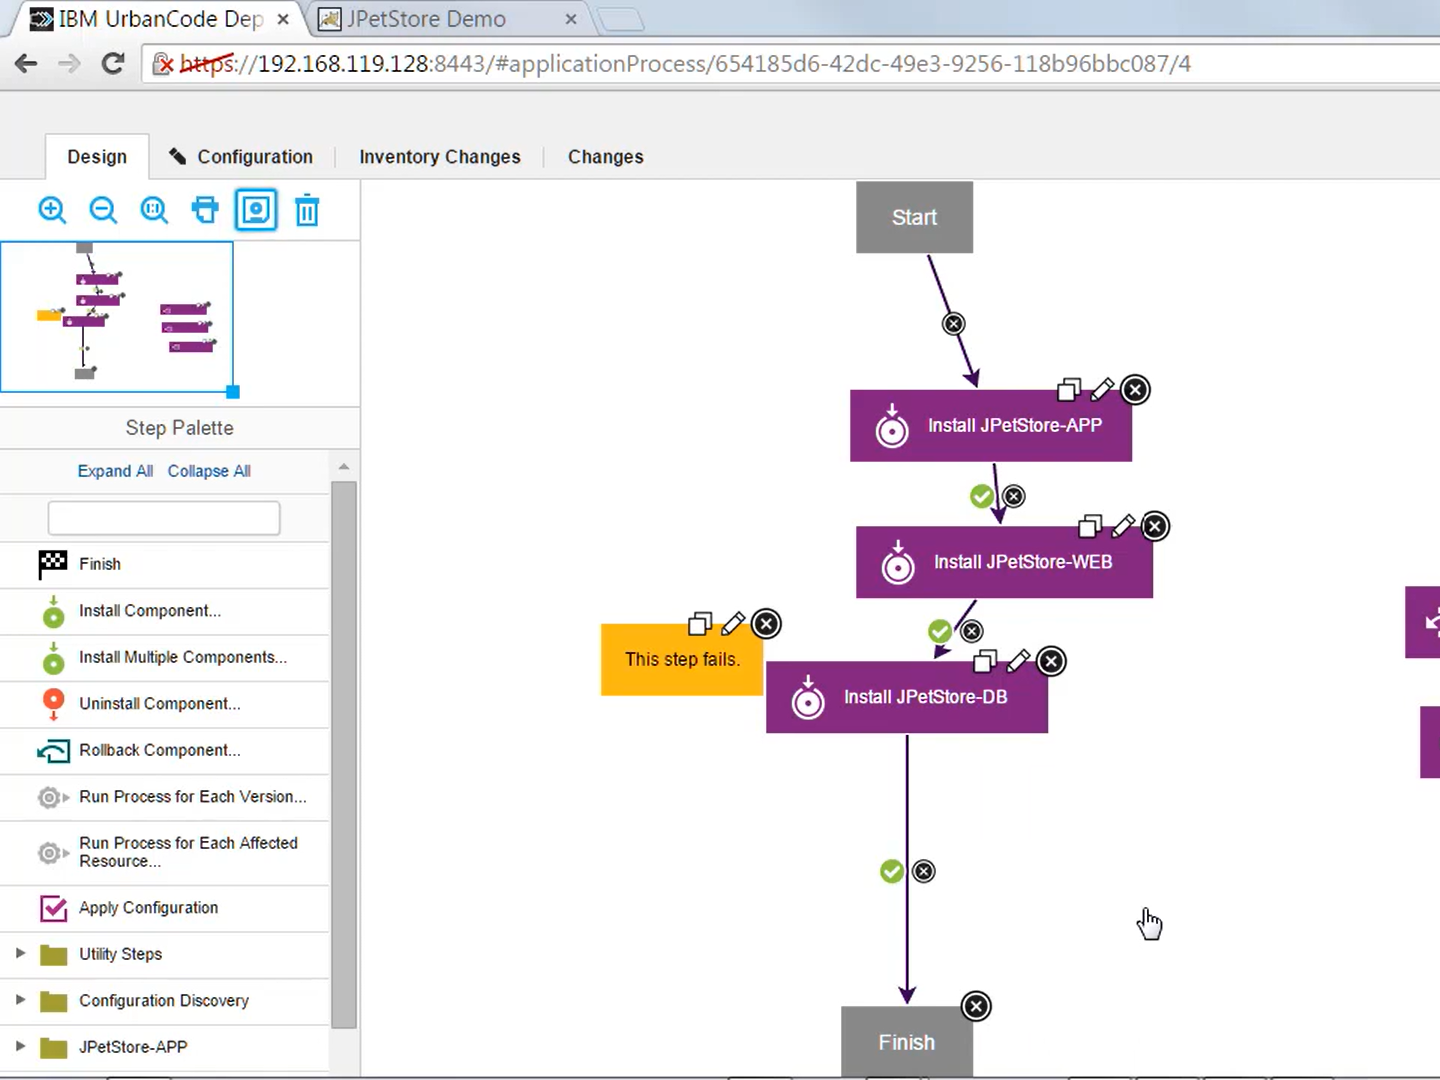 IBM UrbanCode Dep
JPetStore Demo
https://192.168.119.128:8443/#applicationProcess/654185d6-42dc-49e3-9256-118b96bbc087/4
Design
Configuration
Inventory Changes
Changes
Step Palette
Expand All Collapse All
Finish
Install Component...
Install Multiple Components...
Uninstall Component...
Rollback Component...
Run Process for Each Version...
Run Process for Each Affected
Resource...
Apply Configuration
Utility Steps
Configuration Discovery
JPetStore-APP
Start
Install JPetStore-APP
Install JPetStore-WEB
This step fails.
Install JPetStore-DB
Finish